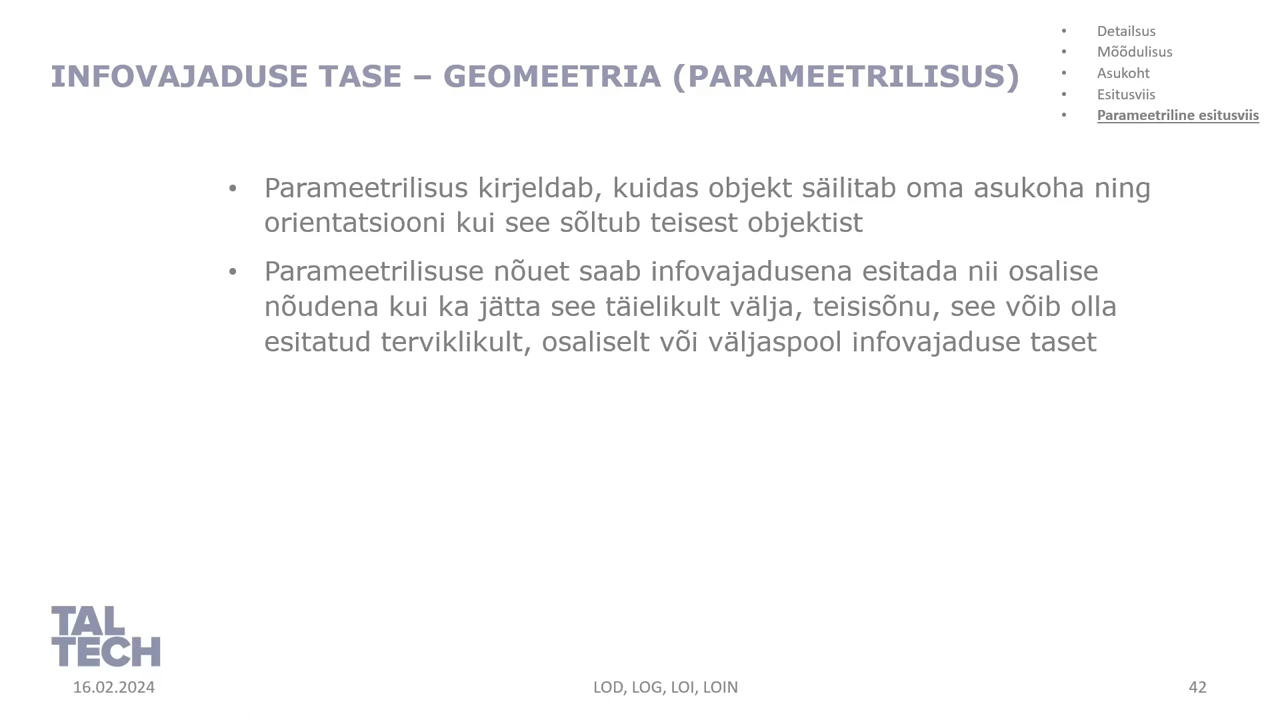 INFOVAJADUSE TASE – GEOMEETRIA (PARAMEETRILISUS)
• Detailsus
• Mõõdulisus
• Asukoht
• Esitusviis
• Parameetriline esitusviis
• Parameetrilisus kirjeldab, kuidas objekt säilitab oma asukoha ning
orientatsiooni kui see sõltub teisest objektist
• Parameetrilisuse nõuet saab infovajadusena esitada nii osalise
nõudena kui ka jätta see täielikult välja, teisisõnu, see võib olla
esitatud terviklikult, osaliselt või väljaspool infovajaduse taset
TAL
TECH
16.02.2024
LOD, LOG, LOI, LOIN
42